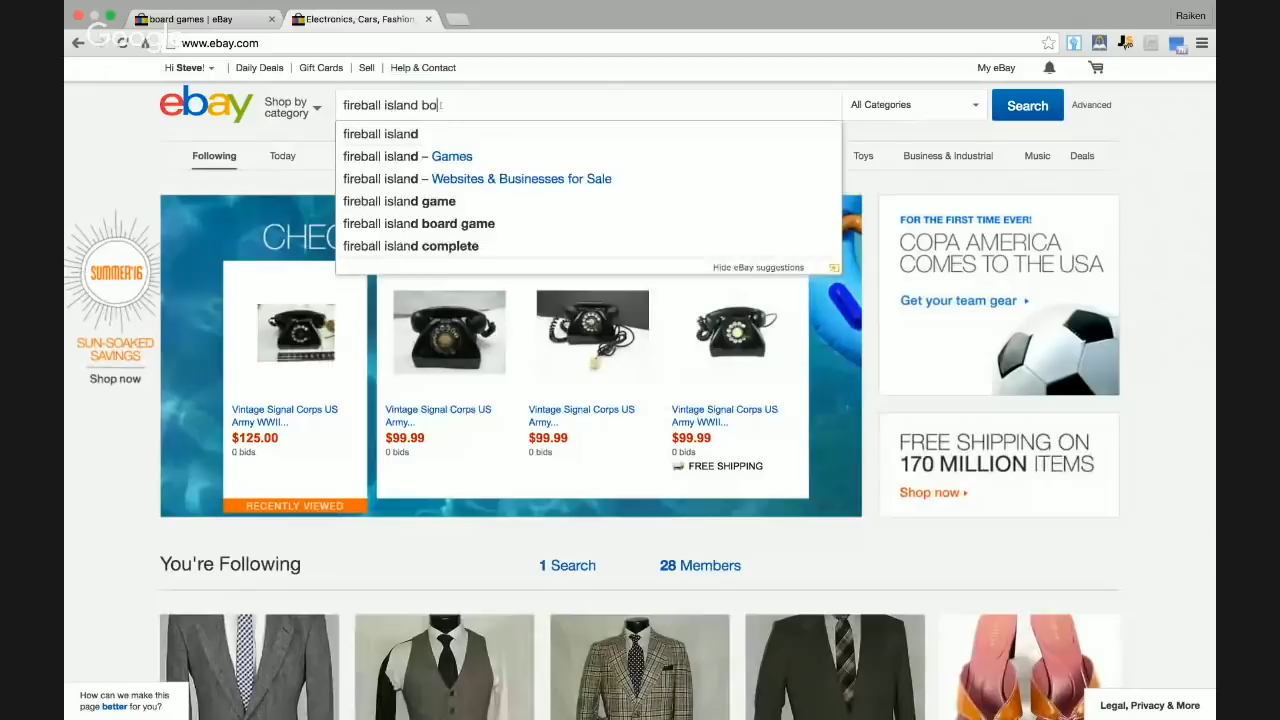 board games | eBay
Electronics, Cars, Fashion,
Raiken
Google
www.ebay.com
Hi Steve!
Daily Deals
Gift Cards
Sell
Help & Contact
My eBay
ebay
Shop by
category
fireball island bo
All Categories
Search
Advanced
fireball island
fireball island – Games
fireball island – Websites & Businesses for Sale
fireball island game
fireball island board game
fireball island complete
Hide eBay suggestions
Following
Today
Toys
Business & Industrial
Music
Deals
CHEC
SUMMER'16
SUN-SOAKED
SAVINGS
Shop now
Vintage Signal Corps US
Army WWII...
$125.00
0 bids
RECENTLY VIEWED
Vintage Signal Corps US
Army...
$99.99
0 bids
Vintage Signal Corps US
Army...
$99.99
0 bids
Vintage Signal Corps US
Army WWII...
$99.99
0 bids
FREE SHIPPING
FOR THE FIRST TIME EVER!
COPA AMERICA
COMES TO THE USA
Get your team gear
FREE SHIPPING ON
170 MILLION ITEMS
Shop now
You're Following
1 Search
28 Members
How can we make this
page better for you?
Legal, Privacy & More